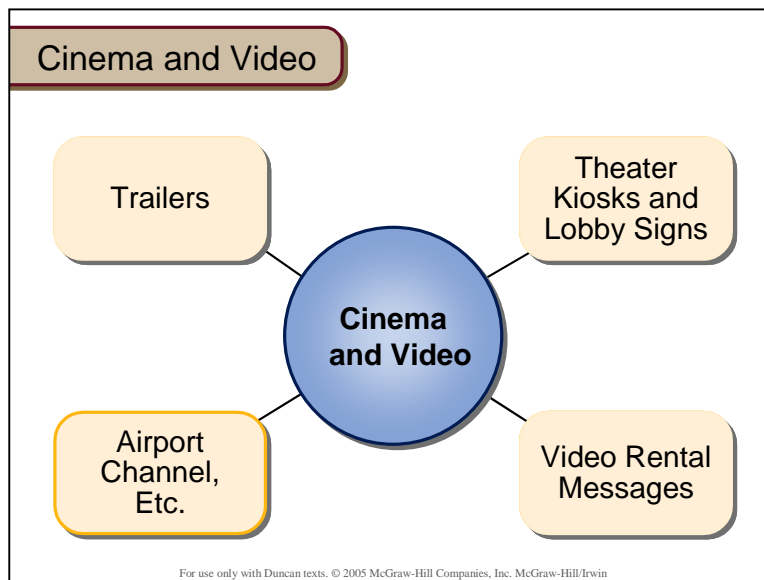 Cinema and Video
Trailers
Theater
Kiosks and
Lobby Signs
Cinema
and Video
Airport
Channel,
Etc.
Video Rental
Messages
For use only with Duncan texts. © 2005 McGraw-Hill Companies, Inc. McGraw-Hill/Irwin